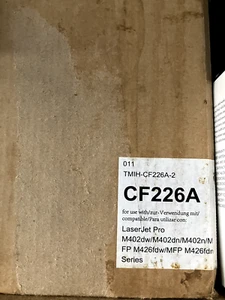 011
TMIH-CF226A-2
CF226A
for use with/zur-Verwendung mit/
compatible/Para utilizar con:
LaserJet Pro
M402dw/M402dn/M402n/M
FP M426fdw/MFP M426fdn
Series